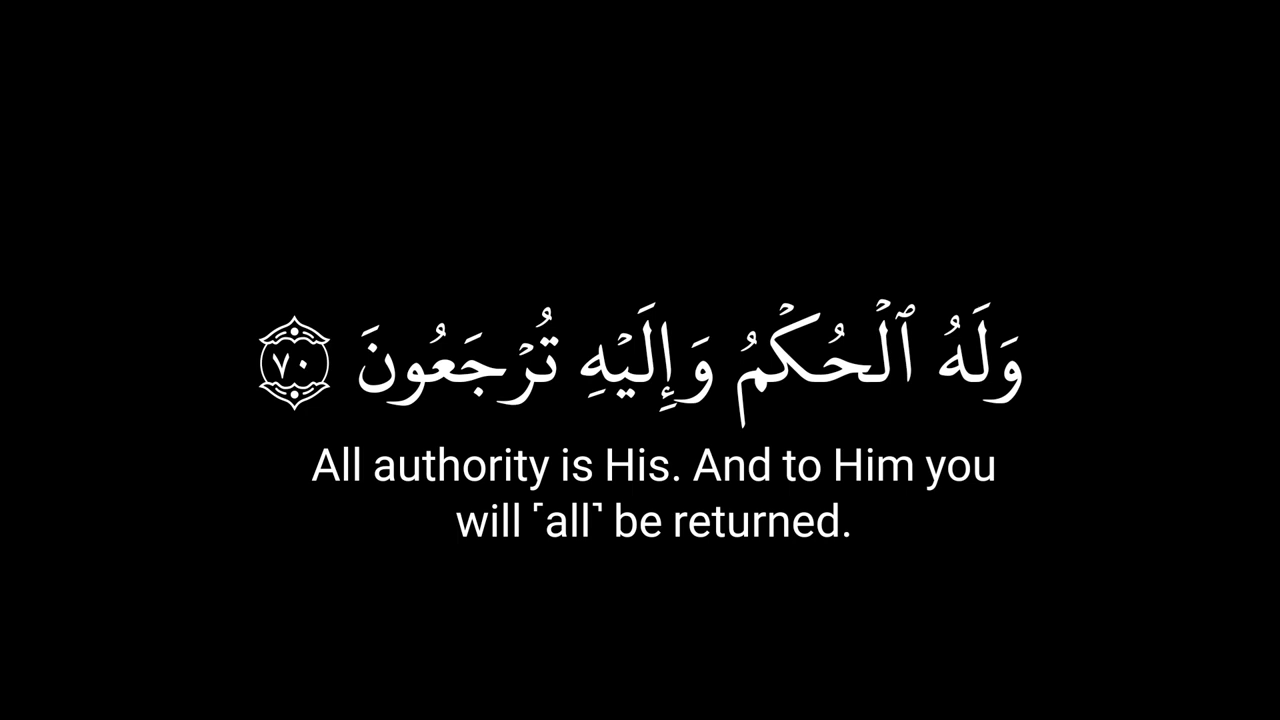 وَلَهُ ٱلْحُكْمُ وَإِلَيْهِ تُرْجَعُونَ ٧٠
All authority is His. And to Him you
will ˹all˺ be returned.